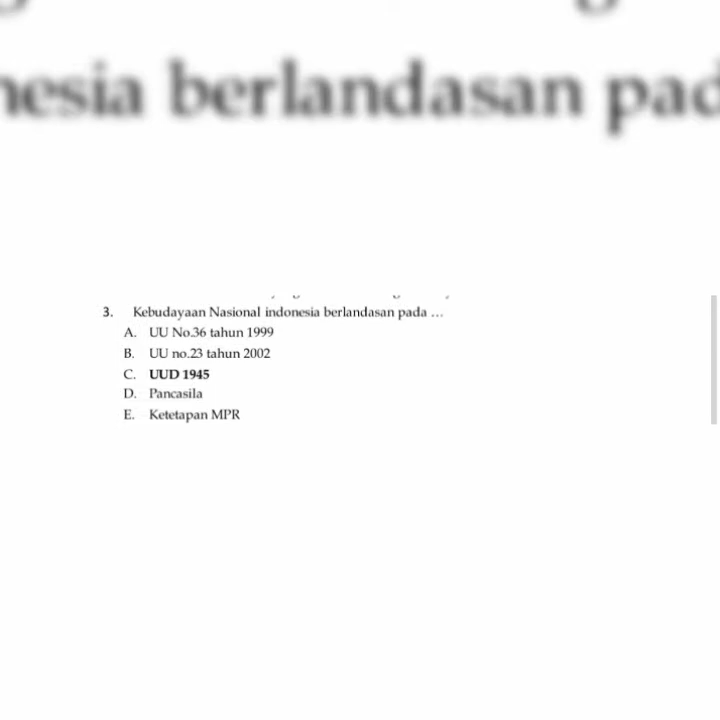 nesia berlandasan pad
3. Kebudayaan Nasional indonesia berlandasan pada ...
A. UU No.36 tahun 1999
B. UU no.23 tahun 2002
C. UUD 1945
D. Pancasila
E. Ketetapan MPR